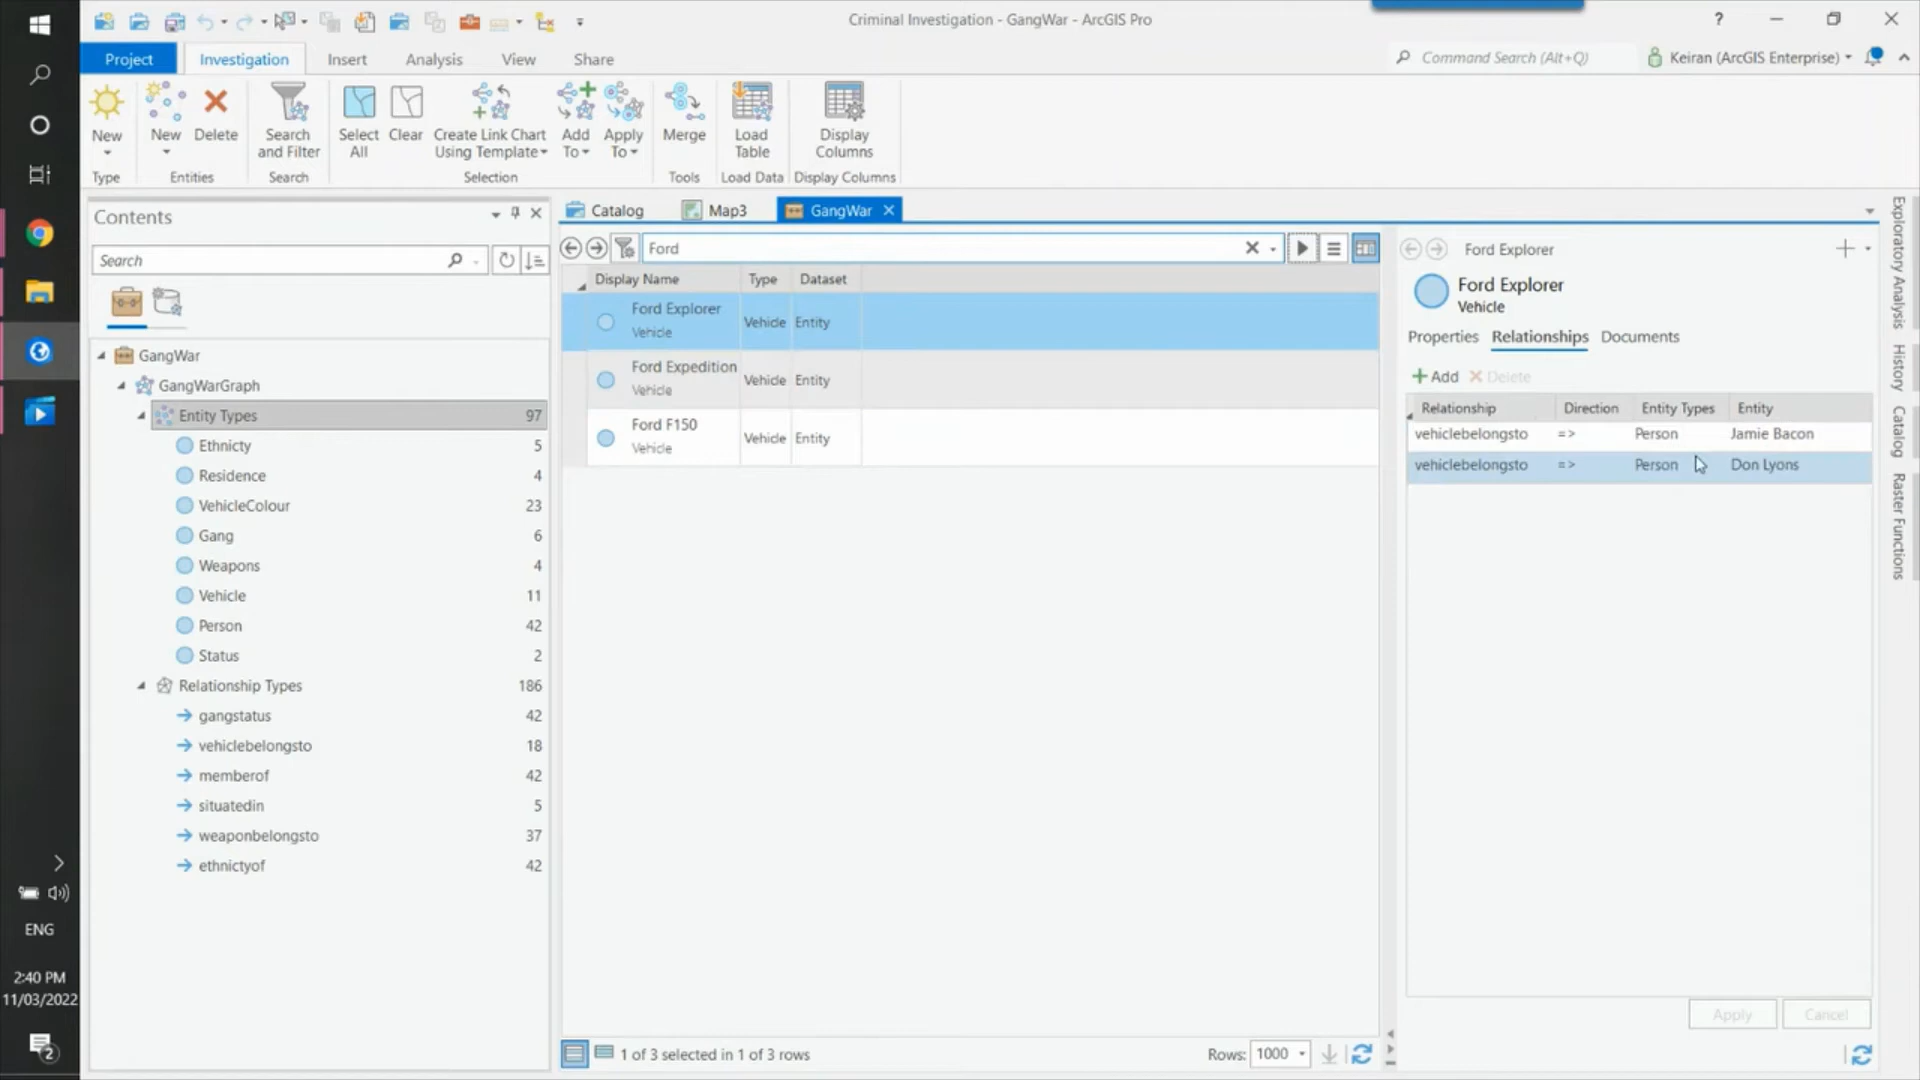 Criminal Investigation - GangWar - ArcGIS Pro
?
Project
Investigation
Insert
Analysis
View
Share
Command Search (Alt+Q)
Keiran (ArcGIS Enterprise)
New
New
Delete
Search and Filter
Select All
Clear
Create Link Chart Using Template
Add To
Apply To
Merge
Load Table
Display Columns
Type
Entities
Search
Selection
Tools
Load Data
Display Columns
Contents
Search
GangWar
GangWarGraph
Entity Types 97
Ethnicty 5
Residence 4
VehicleColour 23
Gang 6
Weapons 4
Vehicle 11
Person 42
Status 2
Relationship Types 186
gangstatus 42
vehiclebelongsto 18
memberof 42
situatedin 5
weaponbelongsto 37
ethnictyof 42
Catalog
Map3
GangWar
Ford
Display Name Type Dataset
Ford Explorer
Vehicle
Vehicle Entity
Ford Expedition
Vehicle
Vehicle Entity
Ford F150
Vehicle
Vehicle Entity
1 of 3 selected in 1 of 3 rows
Rows: 1000
Ford Explorer
Ford Explorer
Vehicle
Properties Relationships Documents
Add Delete
Relationship Direction Entity Types Entity
vehiclebelongsto => Person Jamie Bacon
vehiclebelongsto => Person Don Lyons
Apply
Cancel
Exploratory Analysis
History
Catalog
Raster Functions
ENG
2:40 PM
11/03/2022
2